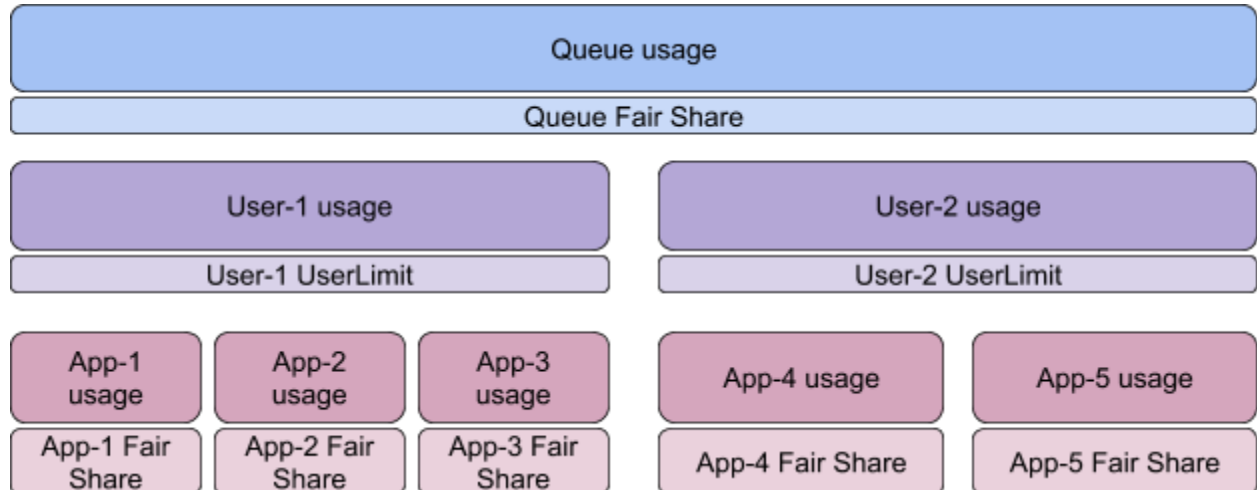 Queue usage
Queue Fair Share
User-1 usage
User-2 usage
User-1 UserLimit
User-2 UserLimit
App-1
usage
App-2
usage
App-3
usage
App-4 usage
App-5 usage
App-1 Fair
Share
App-2 Fair
Share
App-3 Fair
Share
App-4 Fair Share
App-5 Fair Share